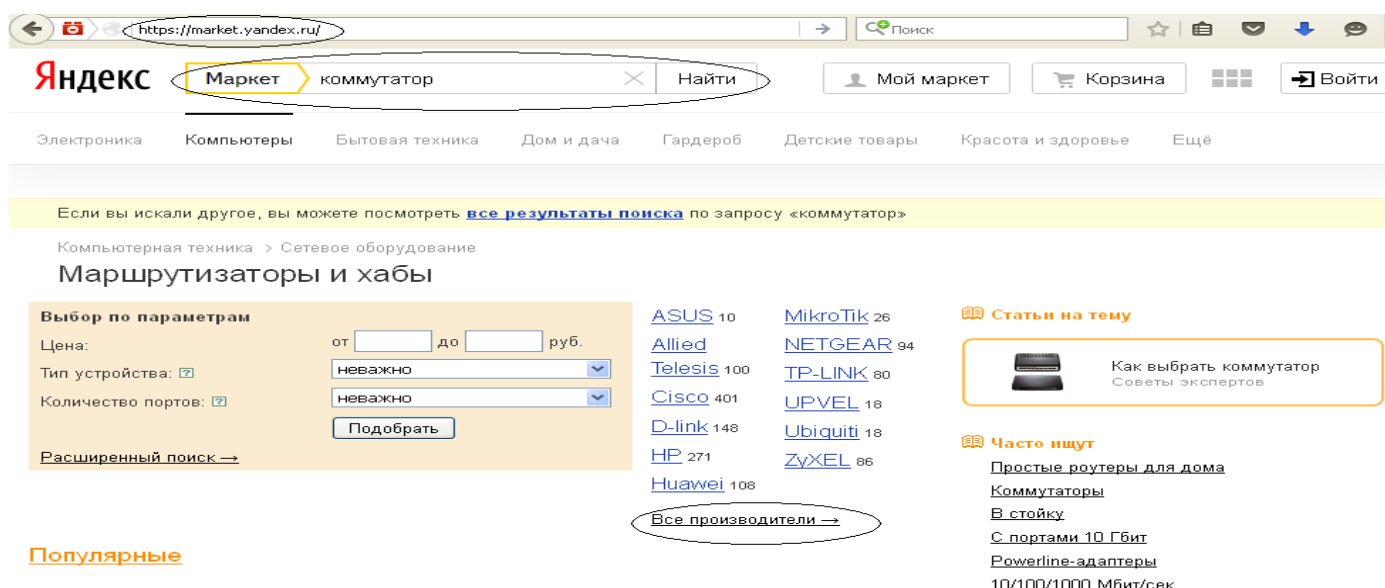 https://market.yandex.ru/
Поиск
Яндекс
Маркет
коммутатор
Найти
Мой маркет
Корзина
Войти
Электроника
Компьютеры
Бытовая техника
Дом и дача
Гардероб
Детские товары
Красота и здоровье
Ещё
Если вы искали другое, вы можете посмотреть все результаты поиска по запросу «коммутатор»
Компьютерная техника > Сетевое оборудование
Маршрутизаторы и хабы
Выбор по параметрам
Цена: от до руб.
Тип устройства: ? неважно
Количество портов: ? неважно
Подобрать
Расширенный поиск →
ASUS 10
Allied
Telesis 100
Cisco 401
D-link 148
HP 271
Huawei 108
MikroTik 26
NETGEAR 94
TP-LINK 80
UPVEL 18
Ubiquiti 18
ZyXEL 86
Все производители →
Статьи на тему
Как выбрать коммутатор
Советы экспертов
Часто ищут
Простые роутеры для дома
Коммутаторы
В стойку
С портами 10 Гбит
Powerline-адаптеры
10/100/1000 Мбит/сек
Популярные